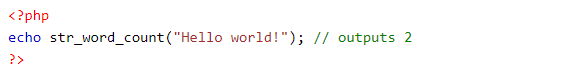 <?php
echo str_word_count("Hello world!"); // outputs 2
?>